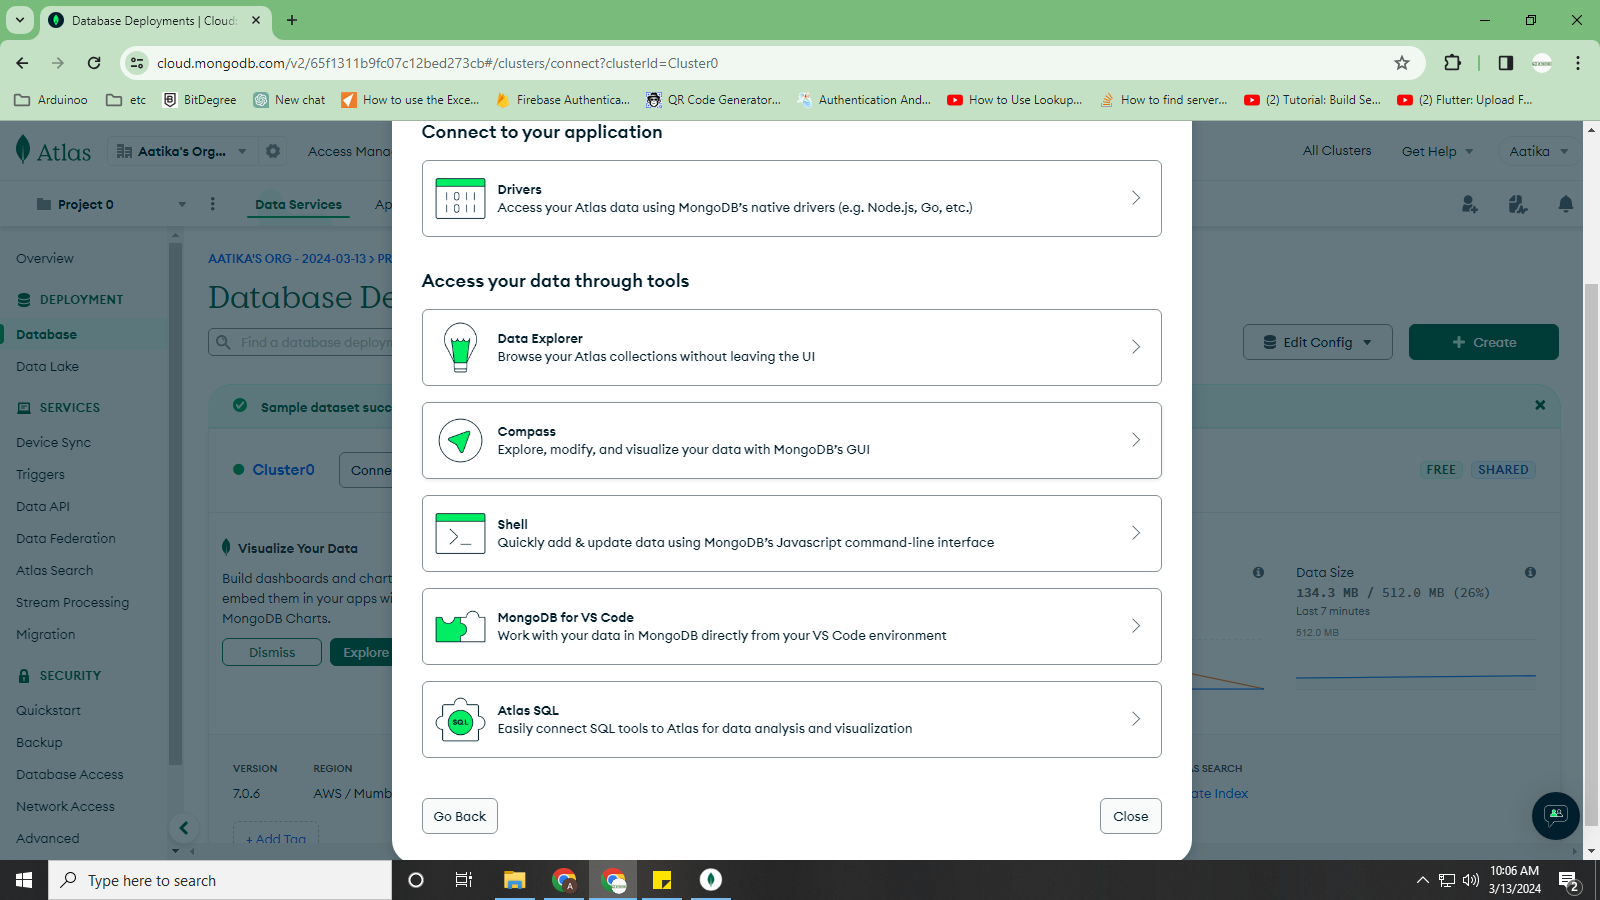 Database Deployments | Cloud:
cloud.mongodb.com/v2/65f1311b9fc07c12bed273cb#/clusters/connect?clusterId=Cluster0
Arduinoo
etc
BitDegree
New chat
How to use the Exce...
Firebase Authentica...
QR Code Generator...
Authentication And...
How to Use Lookup...
How to find server...
(2) Tutorial: Build Se...
(2) Flutter: Upload F...
Atlas
Aatika's Org...
Access Mana
All Clusters
Get Help
Aatika
Project 0
Data Services
Ap
Overview
DEPLOYMENT
Database
Data Lake
SERVICES
Device Sync
Triggers
Data API
Data Federation
Atlas Search
Stream Processing
Migration
SECURITY
Quickstart
Backup
Database Access
Network Access
Advanced
AATIKA'S ORG - 2024-03-13 > PR
Database De
Find a database deployn
Edit Config
+ Create
Sample dataset succ
Cluster0
Conne
FREE
SHARED
Visualize Your Data
Build dashboards and chart
embed them in your apps wi
MongoDB Charts.
Dismiss
Explore
Data Size
134.3 MB / 512.0 MB (26%)
Last 7 minutes
512.0 MB
VERSION
REGION
7.0.6
AWS / Mumb
+ Add Tag
S SEARCH
ate Index
Connect to your application
Drivers
Access your Atlas data using MongoDB's native drivers (e.g. Node.js, Go, etc.)
1011
1011
Access your data through tools
Data Explorer
Browse your Atlas collections without leaving the UI
Compass
Explore, modify, and visualize your data with MongoDB's GUI
Shell
Quickly add & update data using MongoDB's Javascript command-line interface
MongoDB for VS Code
Work with your data in MongoDB directly from your VS Code environment
SQL
Atlas SQL
Easily connect SQL tools to Atlas for data analysis and visualization
Go Back
Close
Type here to search
A
10:06 AM
3/13/2024
2